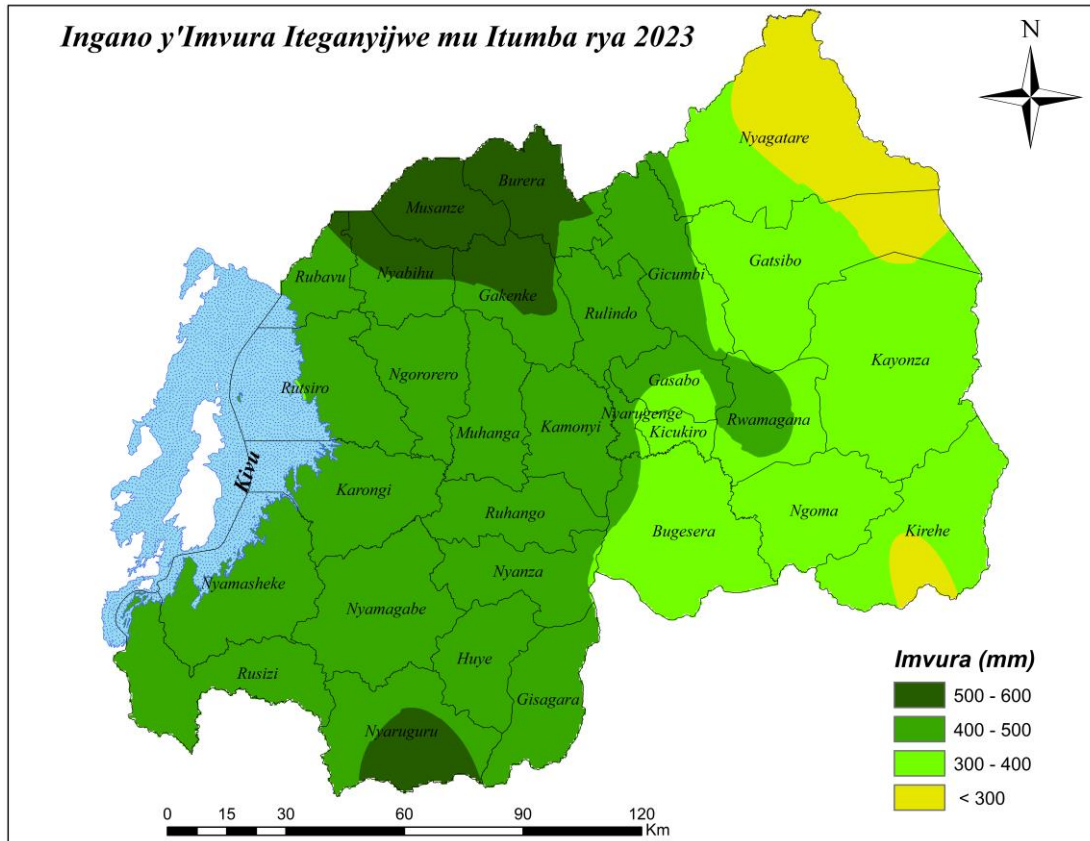 Ingano y'Imvura Iteganyijwe mu Itumba rya 2023
N
Nyagatare
Burera
Musanze
Gatsibo
Gicumbi
Rubavu
Nyabihu
Gakenke
Rulindo
Kayonza
Ngororero
Rutsiro
Gasabo
Nyarugenge
Rwamagana
Kicukiro
Muhanga
Kamonyi
Kivu
Karongi
Ruhango
Ngoma
Bugesera
Kirehe
Nyanza
Nyamasheke
Nyamagabe
Huye
Rusizi
Gisagara
Nyaruguru
Imvura (mm)
500 - 600
400 - 500
300 - 400
< 300
0 15 30 60 90 120
Km